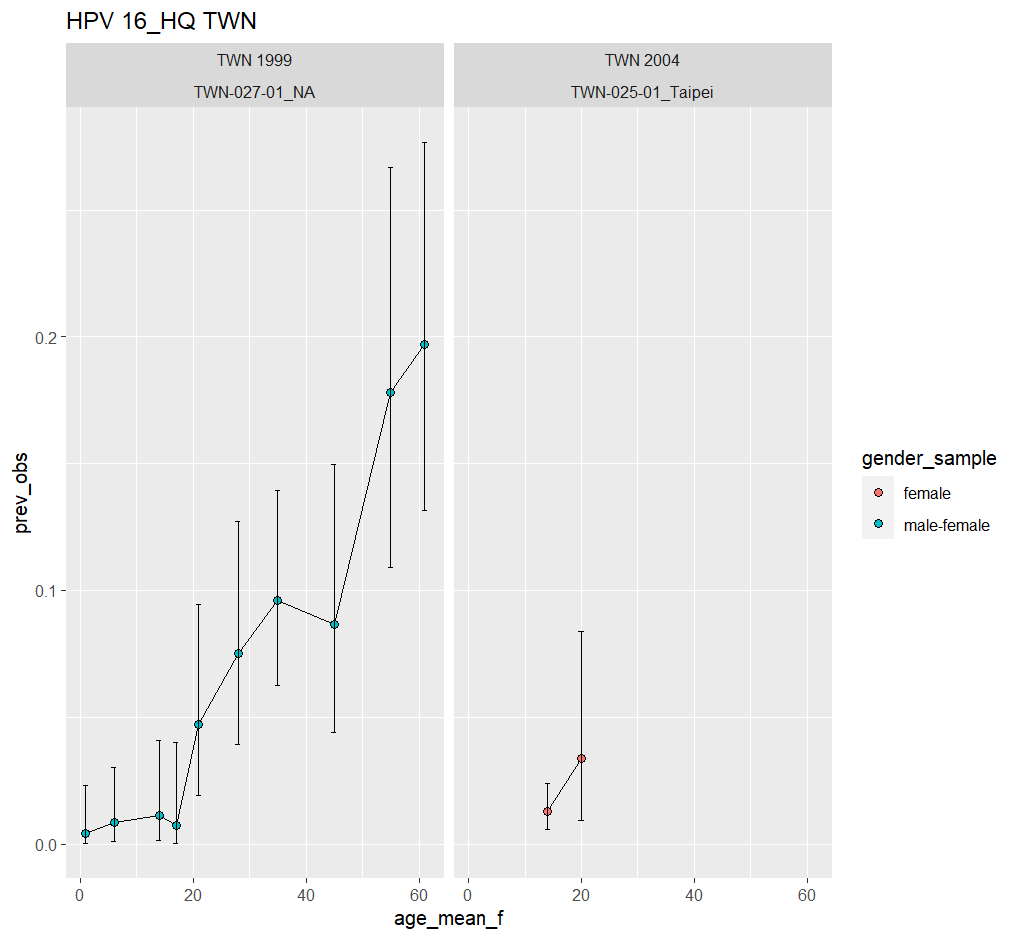 HPV 16_HQ TWN
TWN 1999
TWN 2004
TWN-027-01_NA
TWN-025-01_Taipei
0.2
0.1
0.0
prev_obs
0 20 40 60
0 20 40 60
age_mean_f
gender_sample
female
male-female